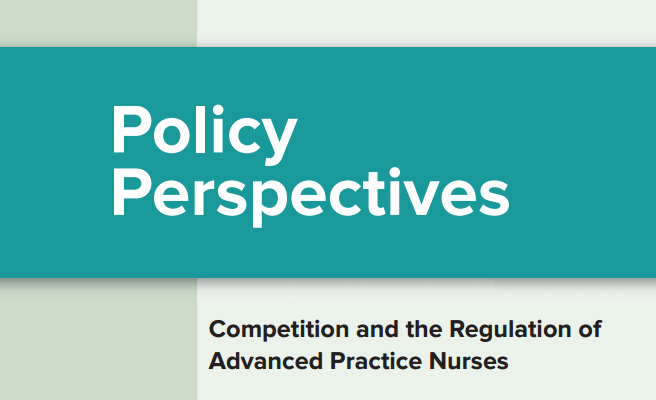 Policy
Perspectives
Competition and the Regulation of
Advanced Practice Nurses